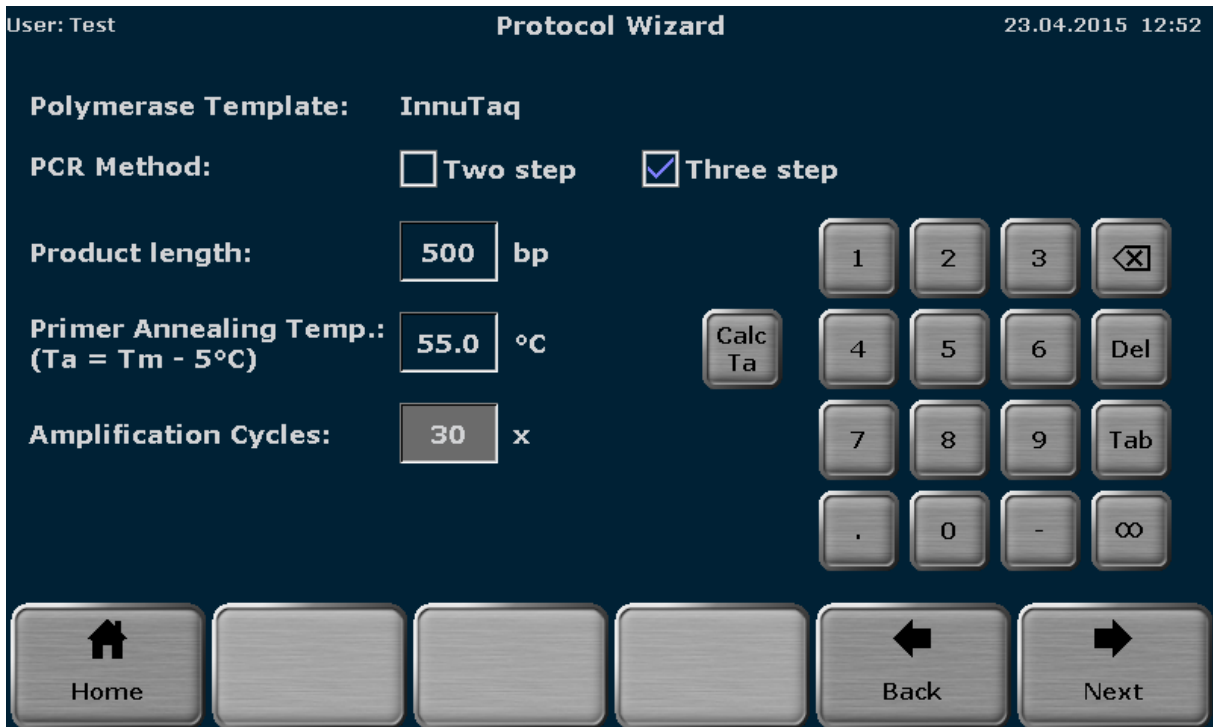 User: Test Protocol Wizard 23.04.2015 12:52
Polymerase Template: InnuTaq
PCR Method: Two step Three step
Product length: 500 bp
Primer Annealing Temp.:
(Ta = Tm - 5°C) 55.0 °C
Calc
Ta
Amplification Cycles: 30 x
1 2 3
4 5 6 Del
7 8 9 Tab
. 0 - ∞
Home Back Next